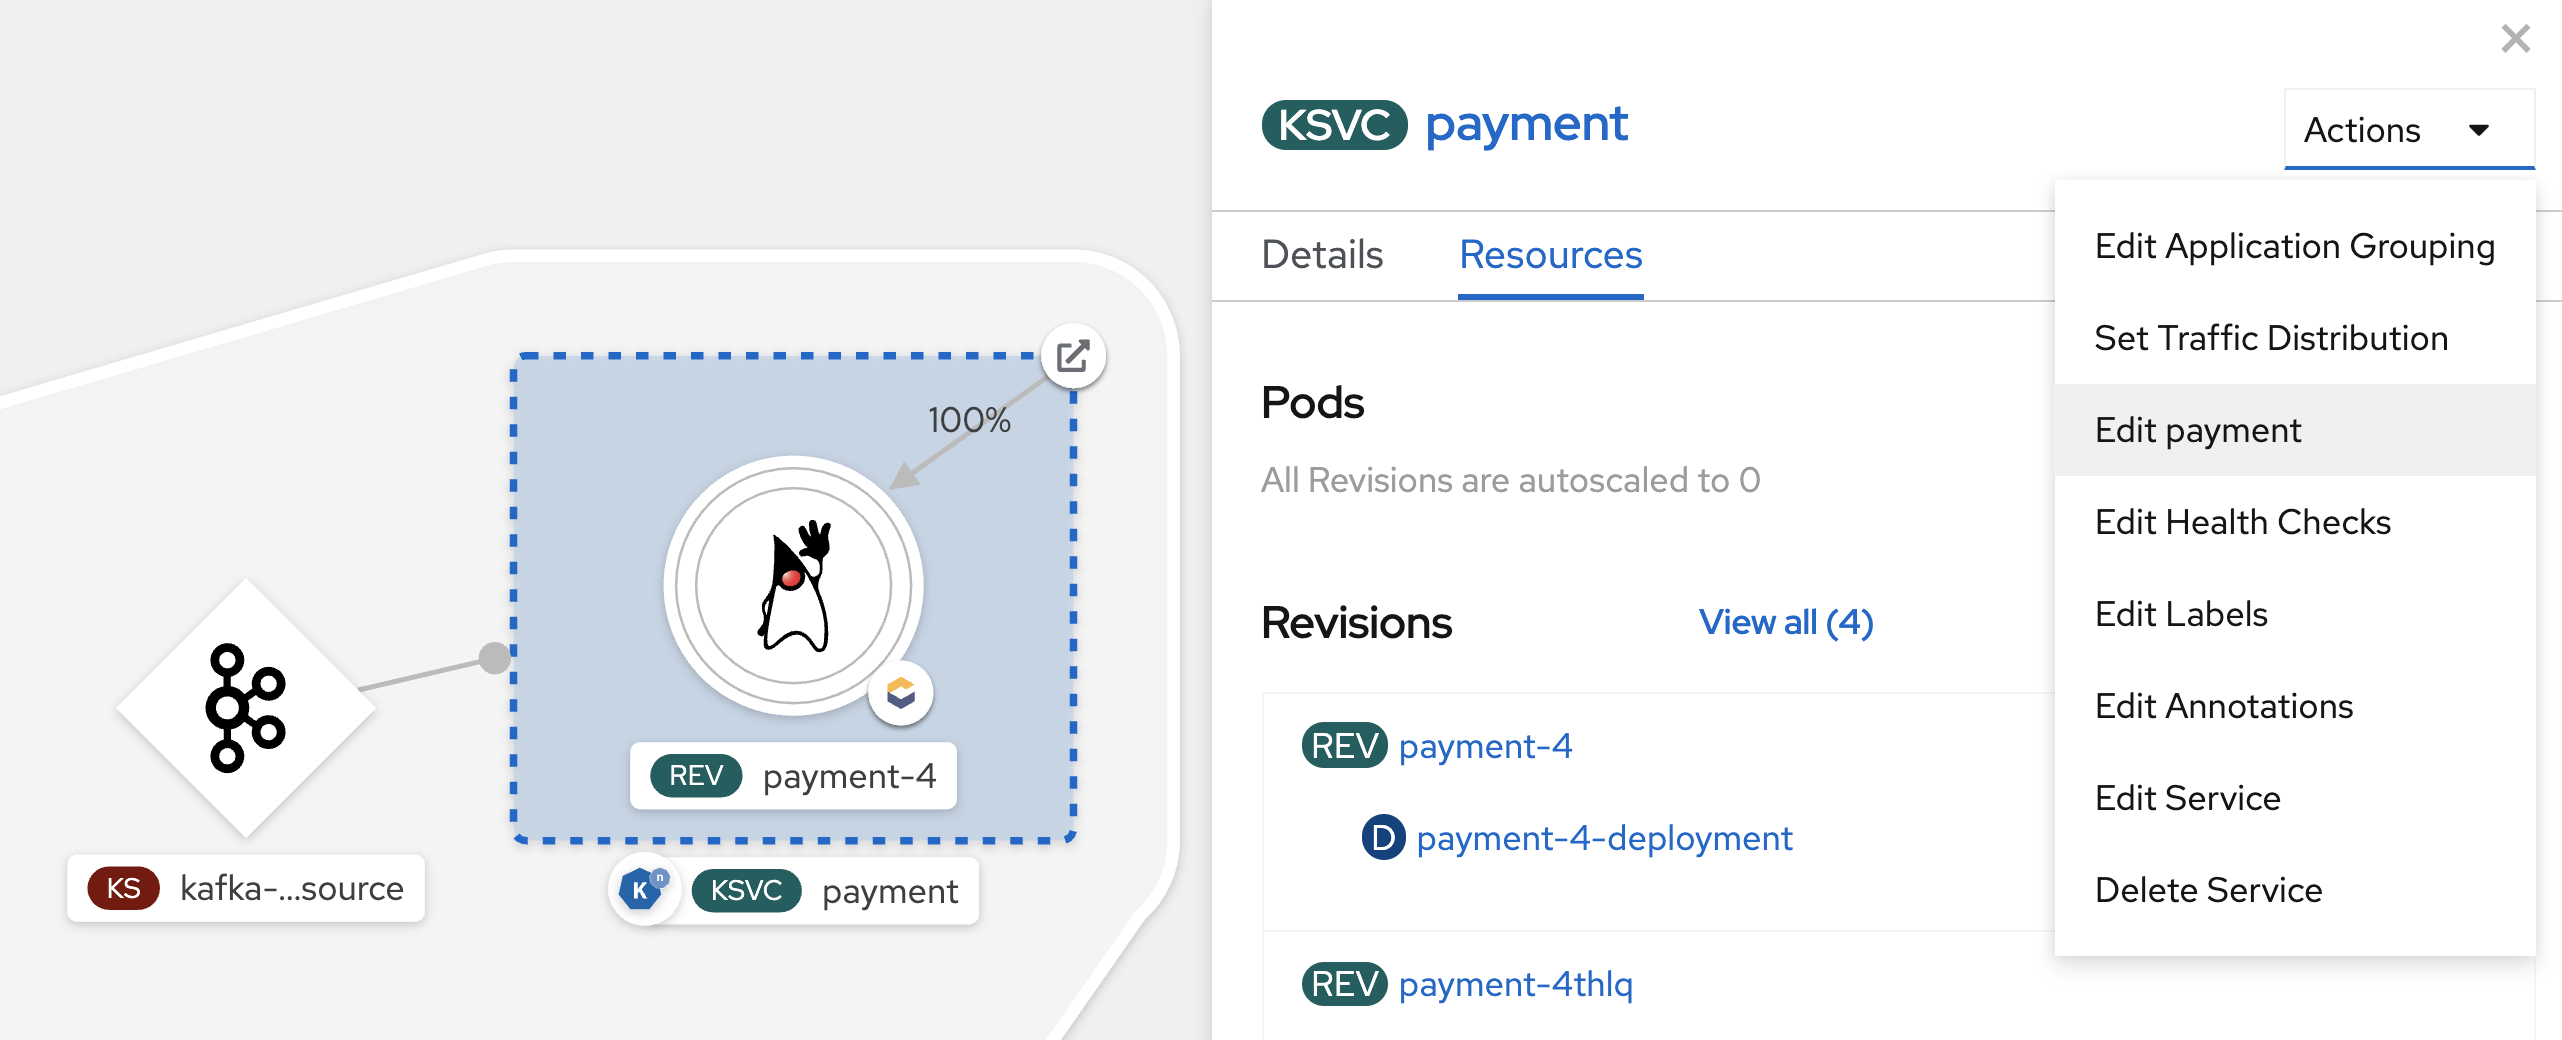 100%
REV payment-4
KS kafka-...source
K n KSVC payment
KSVC payment
Actions
Details Resources
Pods
All Revisions are autoscaled to 0
Revisions View all (4)
REV payment-4
D payment-4-deployment
REV payment-4thlq
Edit Application Grouping
Set Traffic Distribution
Edit payment
Edit Health Checks
Edit Labels
Edit Annotations
Edit Service
Delete Service